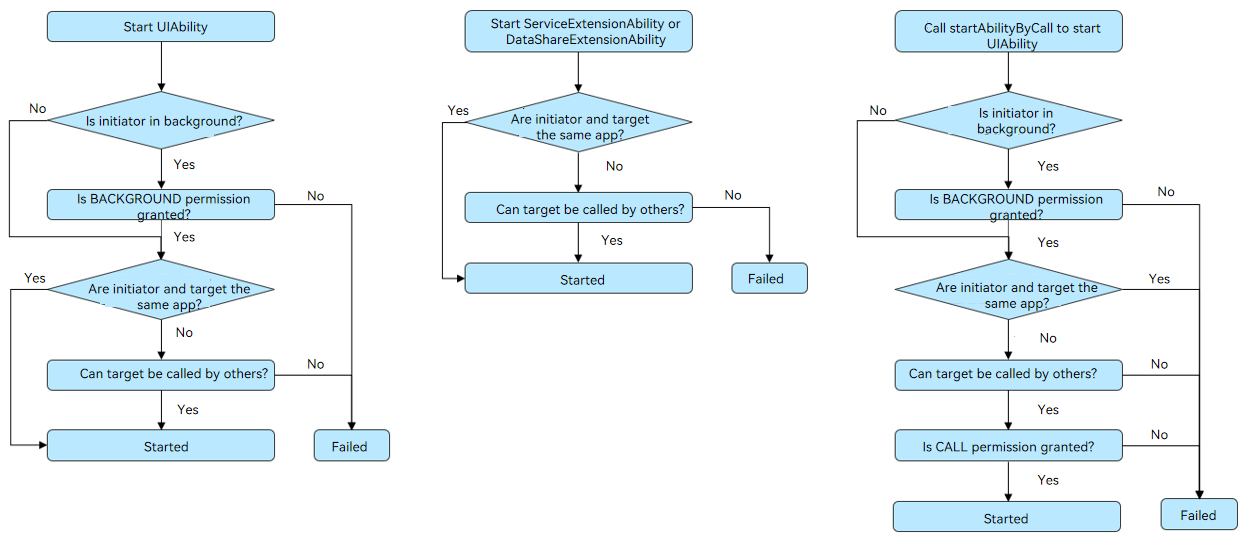 Start UIAbility
No
Is initiator in background?
Yes
Is BACKGROUND permission
granted?
No
Yes
Yes
Are initiator and target the
same app?
No
Can target be called by others?
No
Yes
Started
Failed
Start ServiceExtensionAbility or
DataShareExtensionAbility
Yes
Are initiator and target
the same app?
No
Can target be called by others?
No
Yes
Started
Failed
Call startAbilityByCall to start
UIAbility
No
Is initiator in
background?
Yes
Is BACKGROUND permission
granted?
No
Yes
Are initiator and target the
same app?
Yes
No
Can target be called by others?
No
Yes
Is CALL permission granted?
No
Yes
Started
Failed